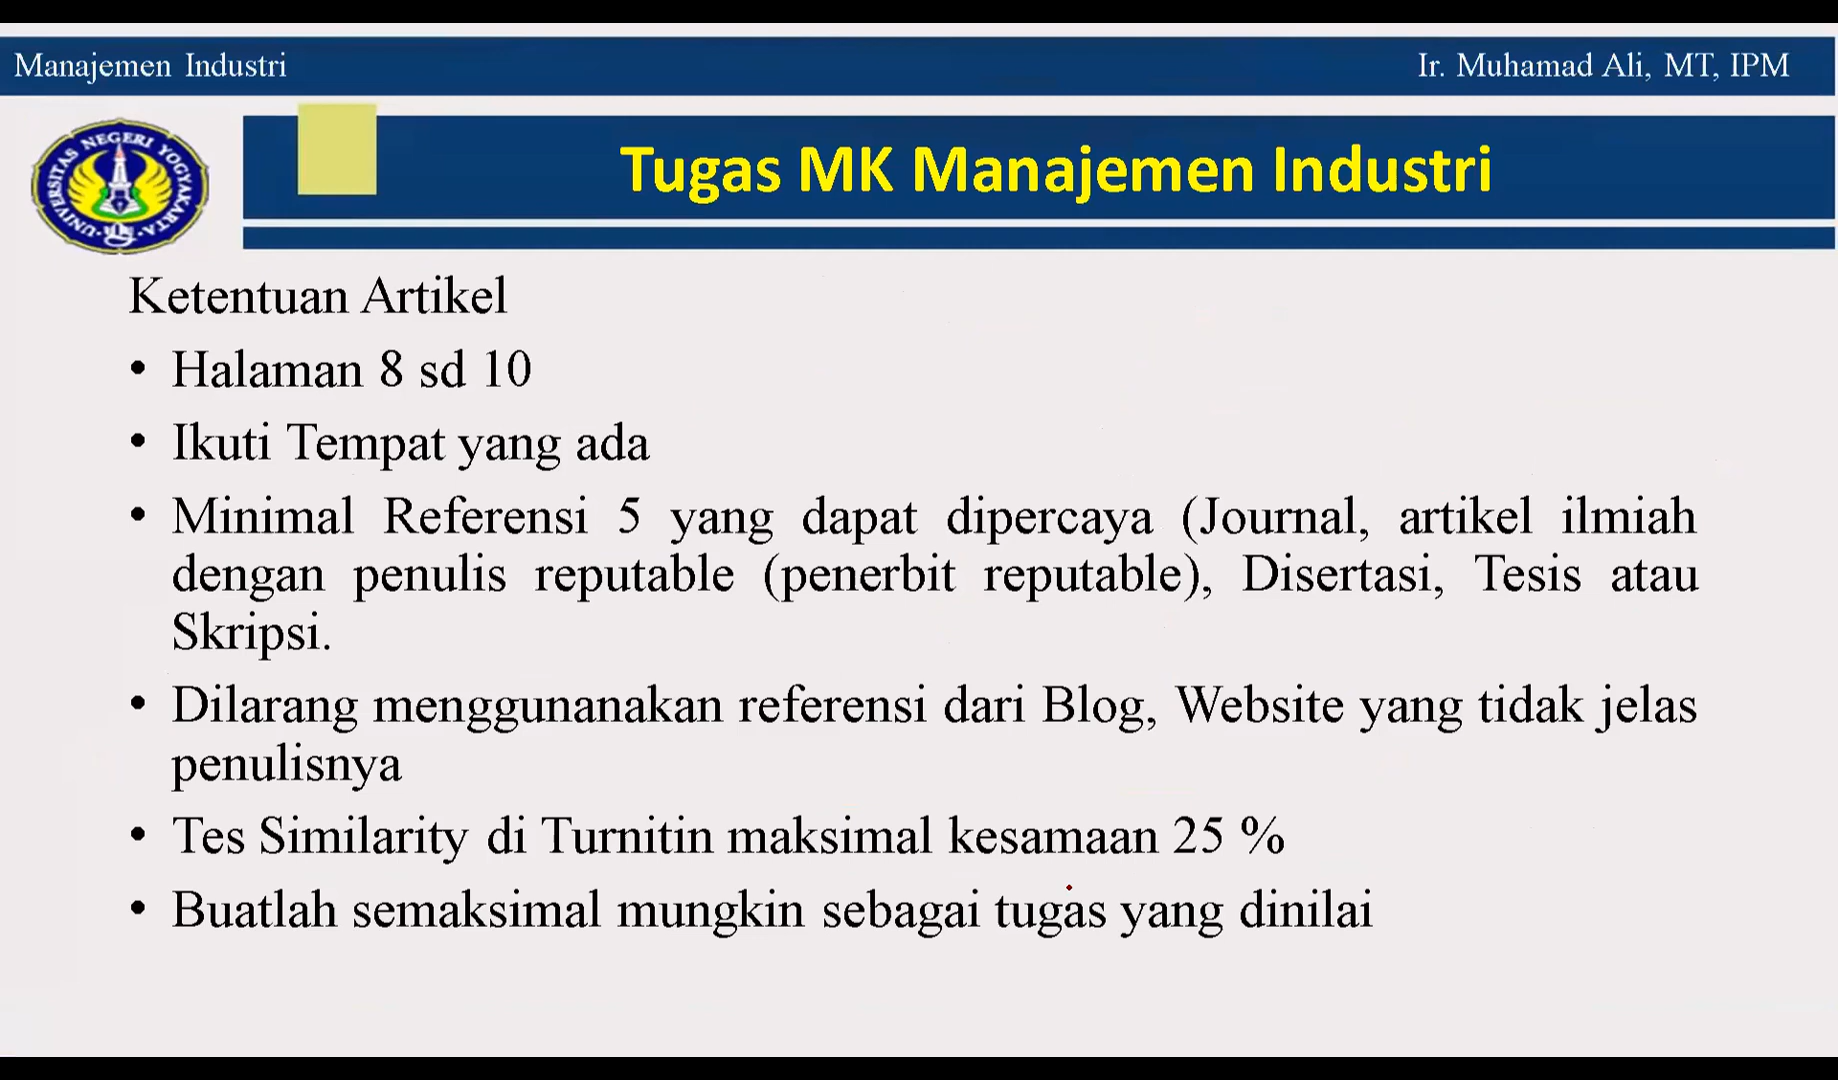 Manajemen Industri
Ir. Muhamad Ali, MT, IPM
UNIVERSITAS NEGERI YOGYAKARTA
Tugas MK Manajemen Industri
Ketentuan Artikel
• Halaman 8 sd 10
• Ikuti Tempat yang ada
• Minimal Referensi 5 yang dapat dipercaya (Journal, artikel ilmiah
dengan penulis reputable (penerbit reputable), Disertasi, Tesis atau
Skripsi.
• Dilarang menggunanakan referensi dari Blog, Website yang tidak jelas
penulisnya
• Tes Similarity di Turnitin maksimal kesamaan 25 %
• Buatlah semaksimal mungkin sebagai tugas yang dinilai